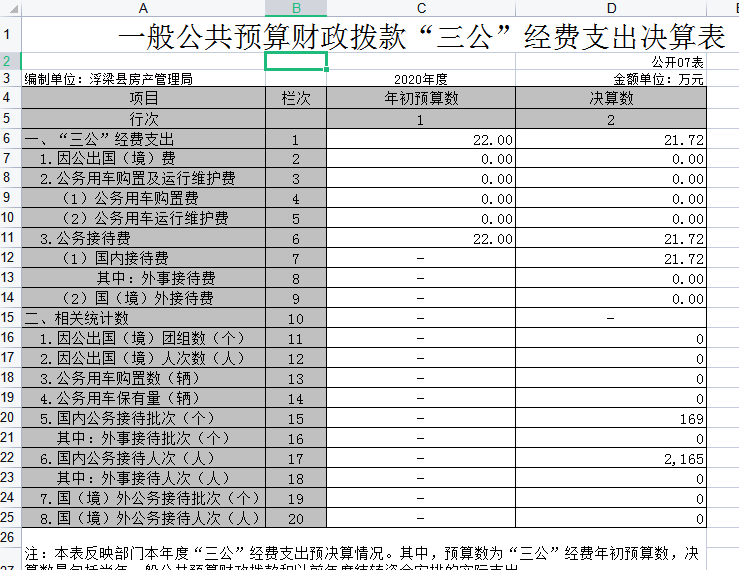 A B C D
1 一般公共预算财政拨款“三公”经费支出决算表
2 公开07表
3 编制单位：浮梁县房产管理局 2020年度 金额单位：万元
4 项目 栏次 年初预算数 决算数
5 行次 1 2
6 一、“三公”经费支出 1 22.00 21.72
7 1.因公出国（境）费 2 0.00 0.00
8 2.公务用车购置及运行维护费 3 0.00 0.00
9 （1）公务用车购置费 4 0.00 0.00
10 （2）公务用车运行维护费 5 0.00 0.00
11 3.公务接待费 6 22.00 21.72
12 （1）国内接待费 7 – 21.72
13 其中：外事接待费 8 – 0.00
14 （2）国（境）外接待费 9 – 0.00
15 二、相关统计数 10 – –
16 1.因公出国（境）团组数（个） 11 – 0
17 2.因公出国（境）人次数（人） 12 – 0
18 3.公务用车购置数（辆） 13 – 0
19 4.公务用车保有量（辆） 14 – 0
20 5.国内公务接待批次（个） 15 – 169
21 其中：外事接待批次（个） 16 – 0
22 6.国内公务接待人次（人） 17 – 2,165
23 其中：外事接待人次（人） 18 – 0
24 7.国（境）外公务接待批次（个） 19 – 0
25 8.国（境）外公务接待人次（人） 20 – 0
26
注：本表反映部门本年度“三公”经费支出预决算情况。其中，预算数为“三公”经费年初预算数，决